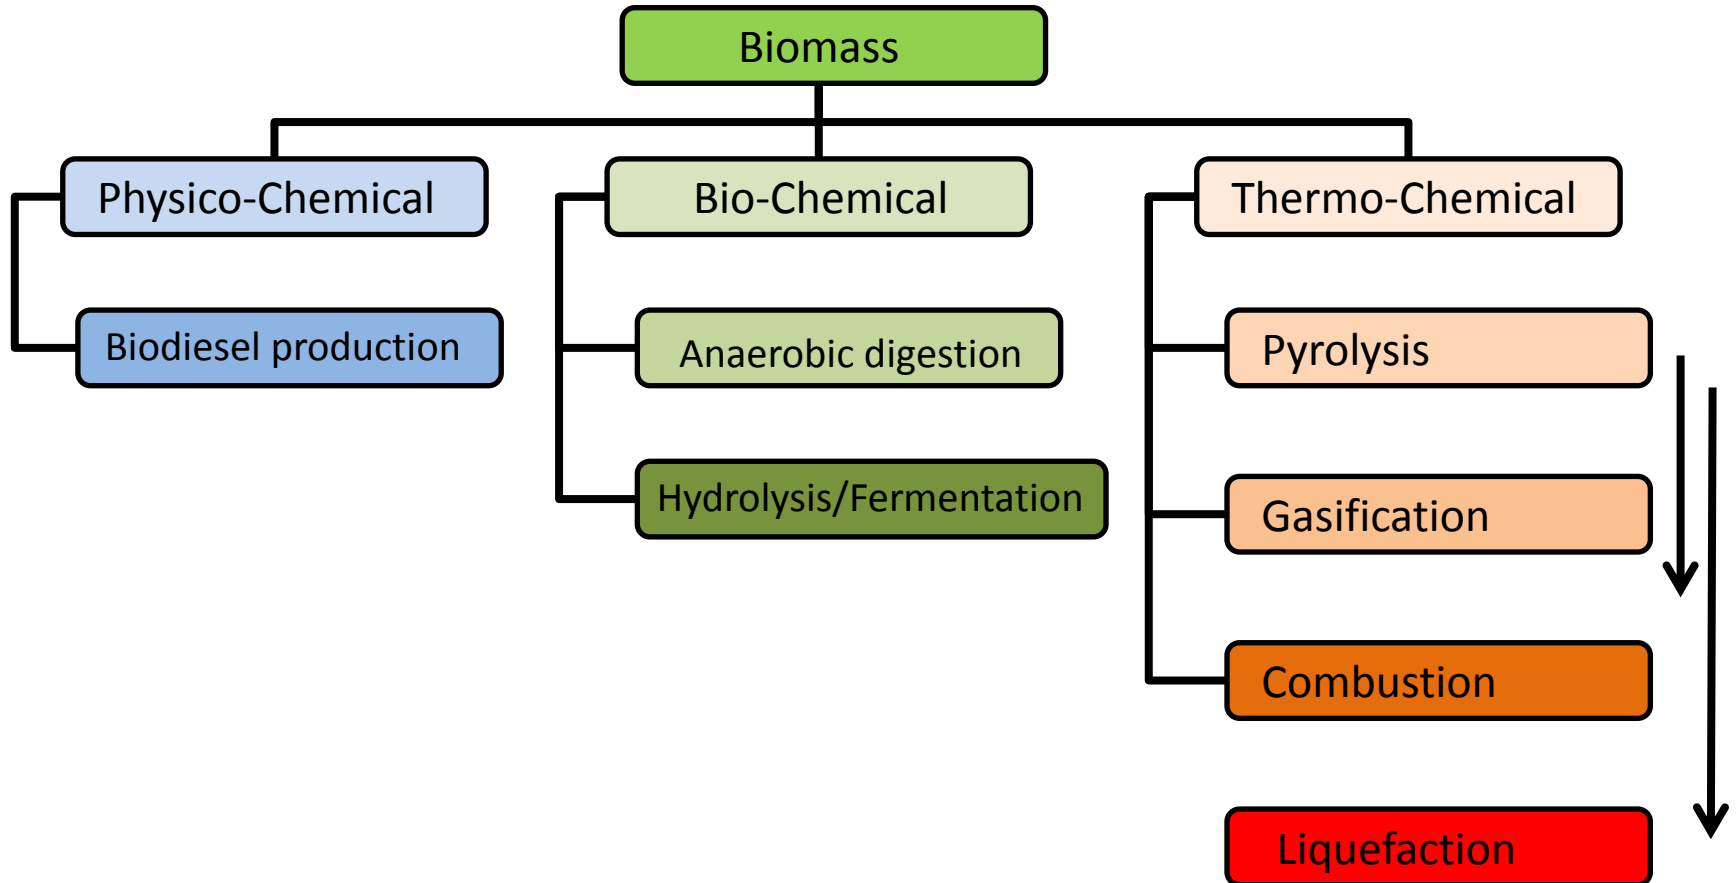 Biomass
Physico-Chemical
Bio-Chemical
Thermo-Chemical
Biodiesel production
Anaerobic digestion
Pyrolysis
Hydrolysis/Fermentation
Gasification
Combustion
Liquefaction